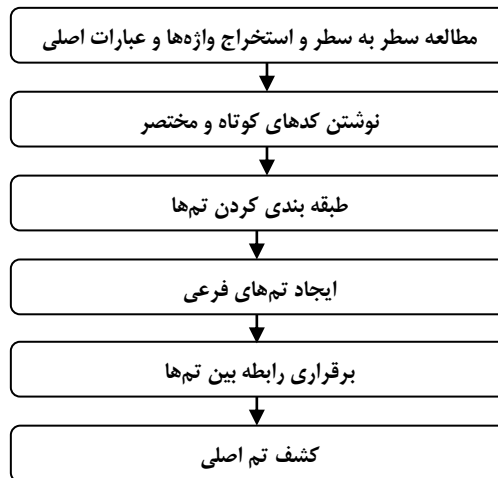 مطالعه سطر به سطر و استخراج واژه‌ها و عبارات اصلی
نوشتن کدهای کوتاه و مختصر
طبقه بندی کردن تم‌ها
ایجاد تم‌های فرعی
برقراری رابطه بین تم‌ها
کشف تم اصلی